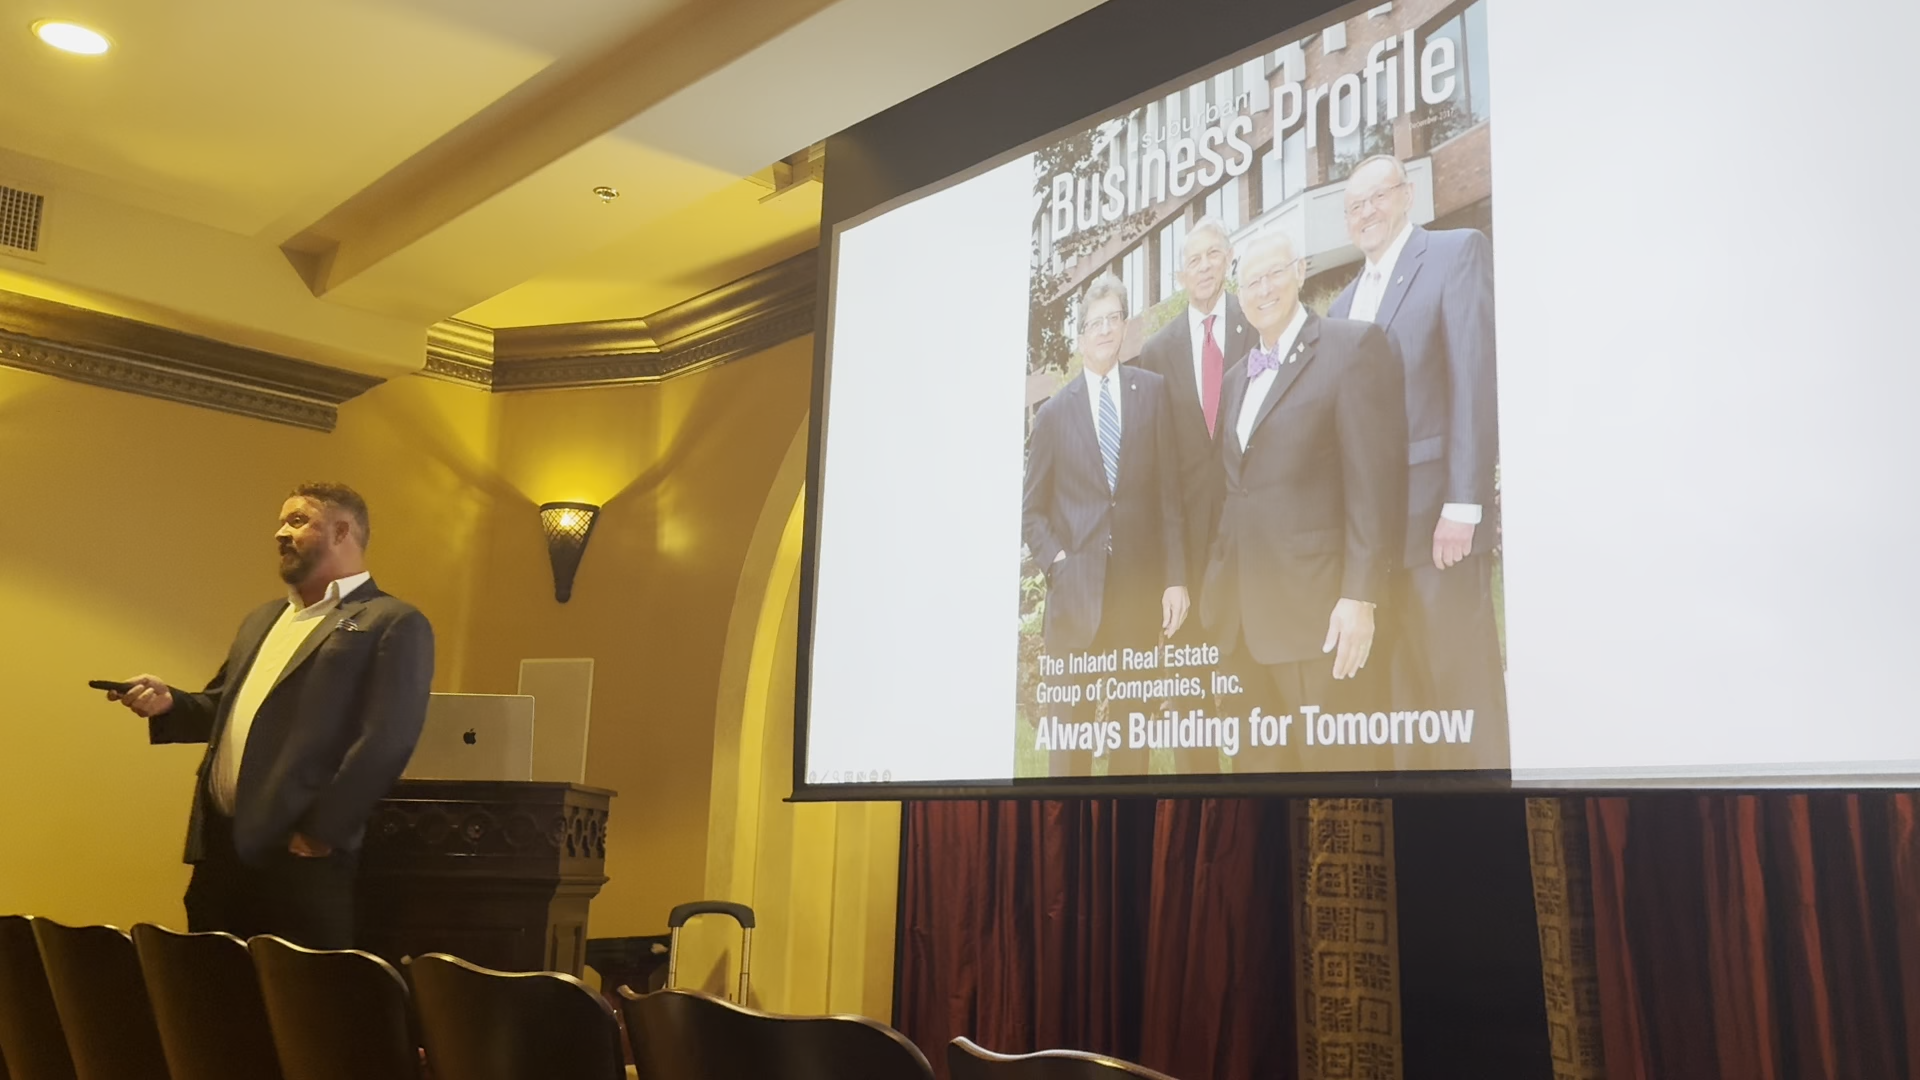 suburban
Business Profile
The Inland Real Estate
Group of Companies, Inc.
Always Building for Tomorrow